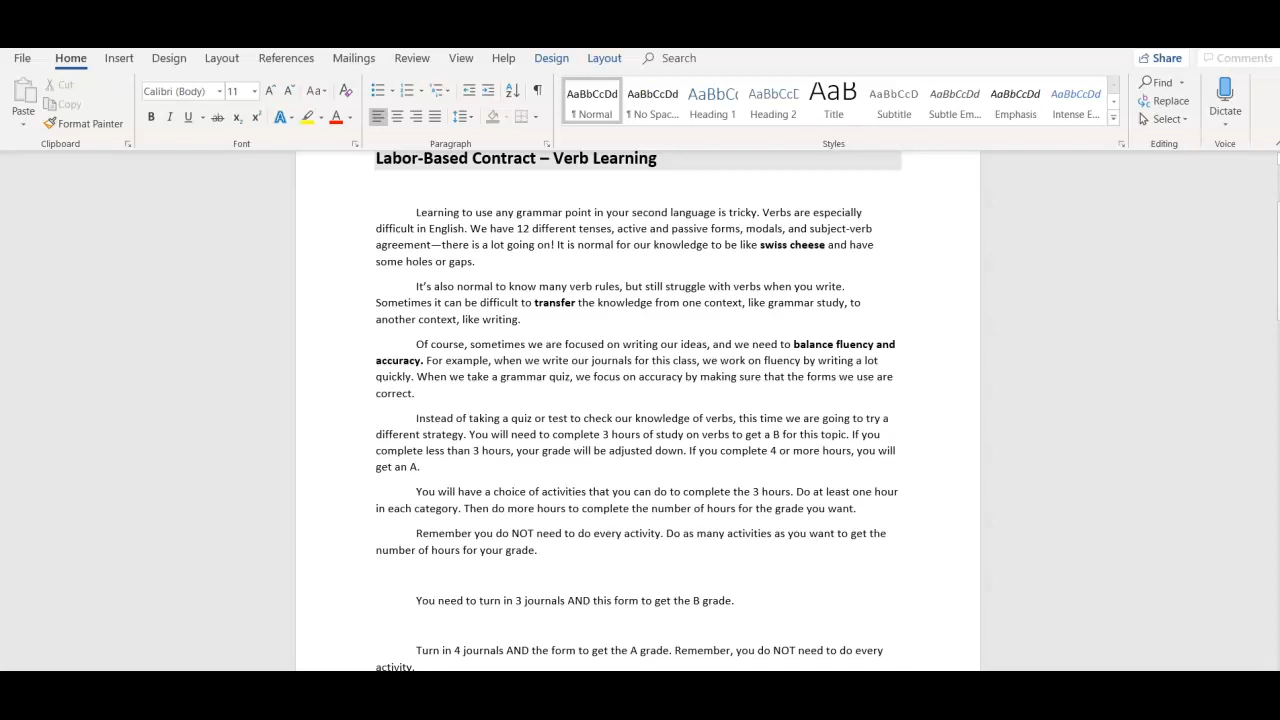 File Home Insert Design Layout References Mailings Review View Help Design Layout Search Share Comments
Cut
Copy
Paste
Format Painter
Calibri (Body) 11
Aa
B I U ab x₂ x² A A
AaBbCcDd AaBbCcDd AaBbC( AaBbCcE AaB AaBbCcD AaBbCcDd AaBbCcDd AaBbCcDd
¶ Normal ¶ No Spac... Heading 1 Heading 2 Title Subtitle Subtle Em... Emphasis Intense E...
Find
Replace
Select
Dictate
Clipboard Font Paragraph Styles Editing Voice
Labor-Based Contract – Verb Learning
Learning to use any grammar point in your second language is tricky. Verbs are especially
difficult in English. We have 12 different tenses, active and passive forms, modals, and subject-verb
agreement—there is a lot going on! It is normal for our knowledge to be like swiss cheese and have
some holes or gaps.
It's also normal to know many verb rules, but still struggle with verbs when you write.
Sometimes it can be difficult to transfer the knowledge from one context, like grammar study, to
another context, like writing.
Of course, sometimes we are focused on writing our ideas, and we need to balance fluency and
accuracy. For example, when we write our journals for this class, we work on fluency by writing a lot
quickly. When we take a grammar quiz, we focus on accuracy by making sure that the forms we use are
correct.
Instead of taking a quiz or test to check our knowledge of verbs, this time we are going to try a
different strategy. You will need to complete 3 hours of study on verbs to get a B for this topic. If you
complete less than 3 hours, your grade will be adjusted down. If you complete 4 or more hours, you will
get an A.
You will have a choice of activities that you can do to complete the 3 hours. Do at least one hour
in each category. Then do more hours to complete the number of hours for the grade you want.
Remember you do NOT need to do every activity. Do as many activities as you want to get the
number of hours for your grade.
You need to turn in 3 journals AND this form to get the B grade.
Turn in 4 journals AND the form to get the A grade. Remember, you do NOT need to do every
activity.